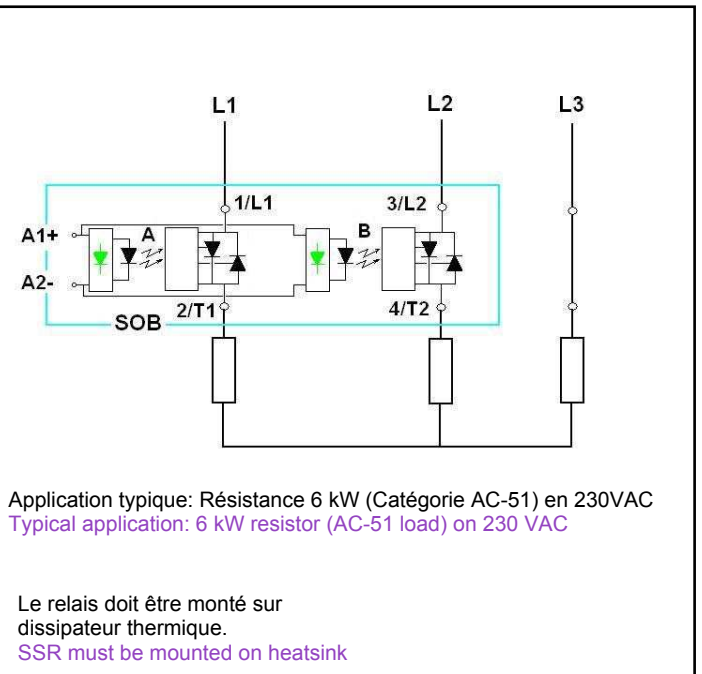 L1 L2 L3
1/L1 3/L2
A1+ A B
A2-
2/T1 4/T2
SOB
Application typique: Résistance 6 kW (Catégorie AC-51) en 230VAC
Typical application: 6 kW resistor (AC-51 load) on 230 VAC
Le relais doit être monté sur
dissipateur thermique.
SSR must be mounted on heatsink